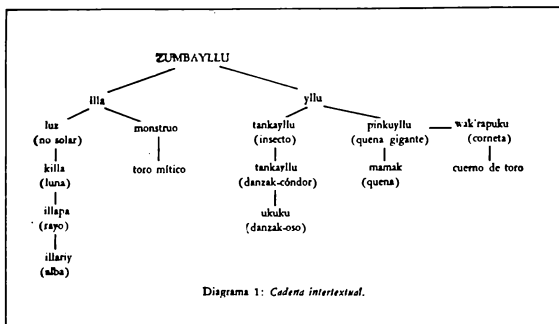 ZUMBAYLLU
illa yllu
luz monstruo tankayllu pinkuyllu wak'rapuku
(no solar) (insecto) (quena gigante) (corneta)
killa toro mítico tankayllu mamak cuerno de toro
(luna) (danzak-cóndor) (quena)
illapa ukuku
(rayo) (danzak-oso)
illariy
(alba)
Diagrama 1: Cadena intertextual.